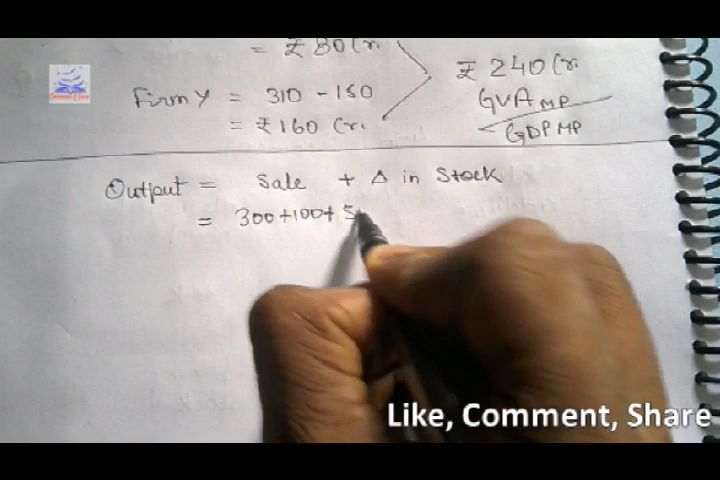 = ₹ 80 Cr.
Firm Y = 310 - 150
= ₹ 160 Cr.
₹ 240 Cr.
GVA MP
GDP MP
Output = Sale + Δ in Stock
= 300+100+ 5
Like, Comment, Share